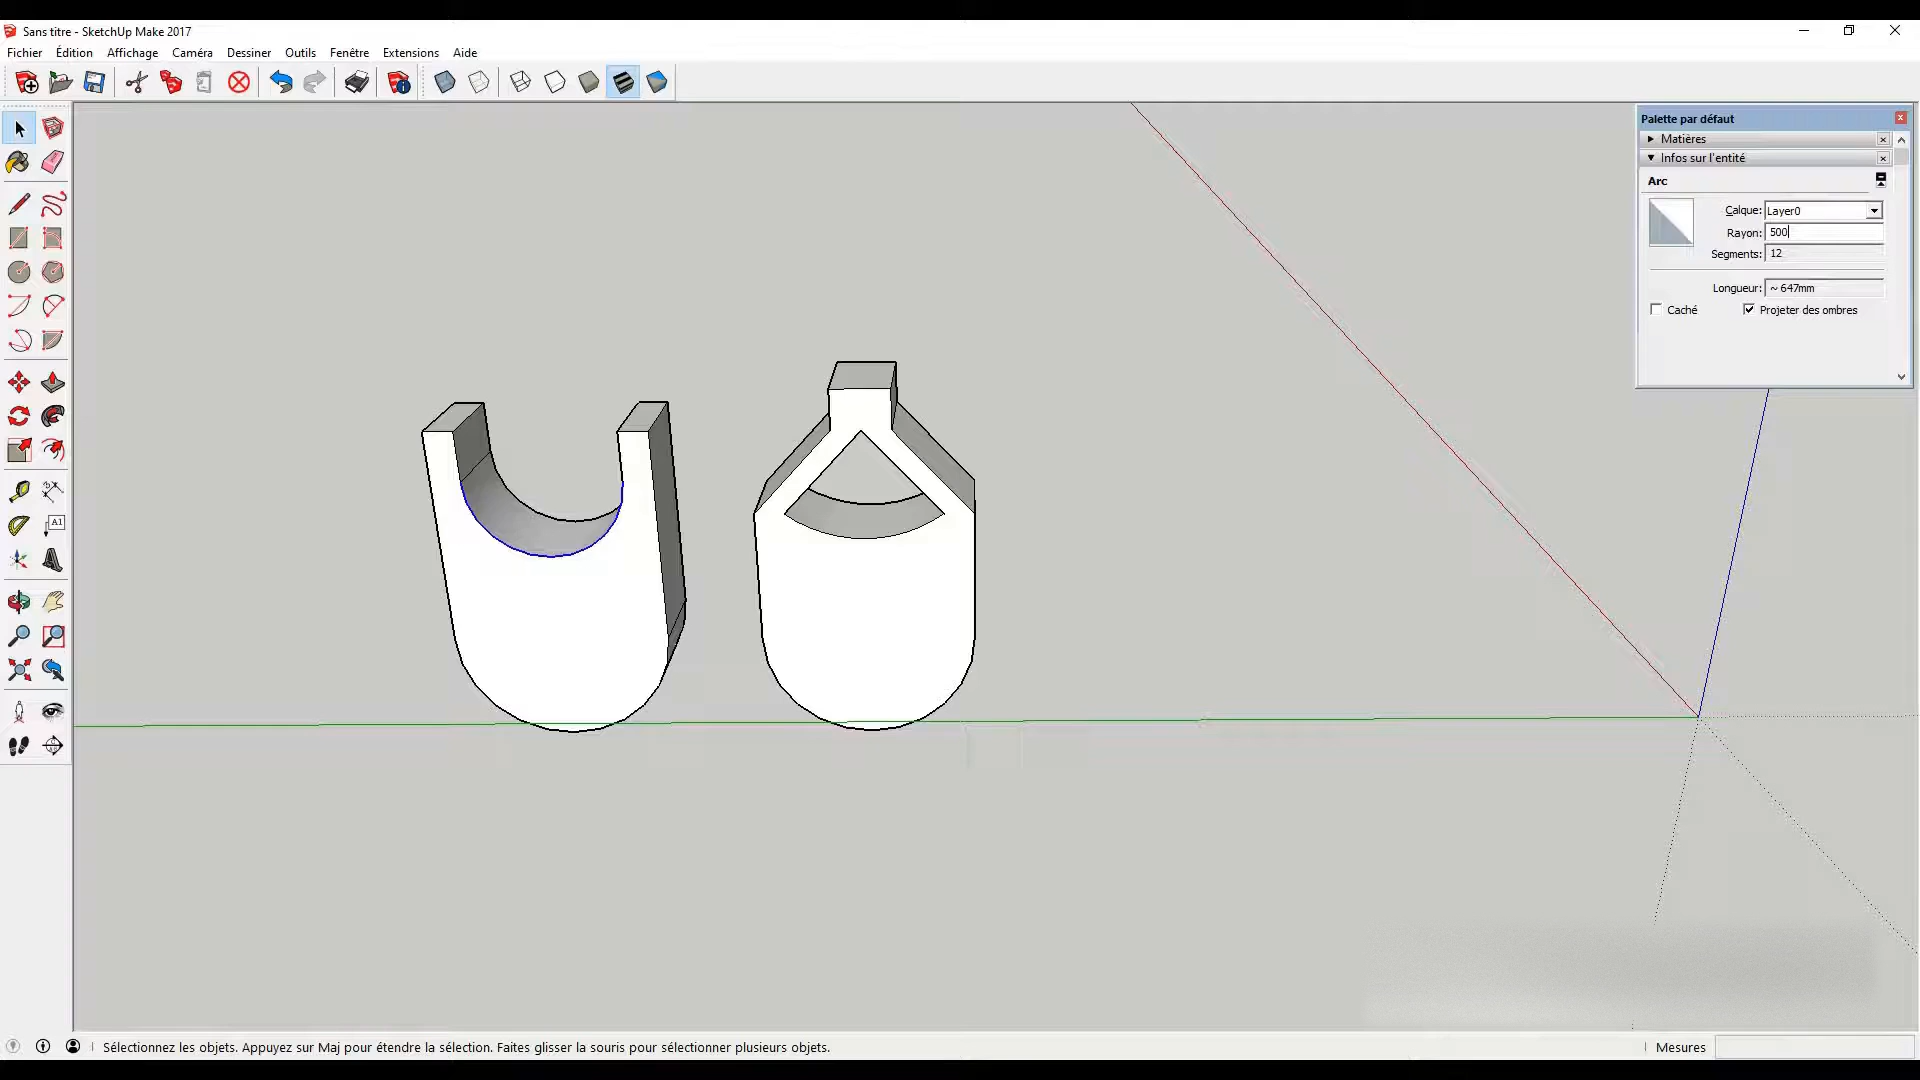 Sans titre - SketchUp Make 2017
Fichier Édition Affichage Caméra Dessiner Outils Fenêtre Extensions Aide
Palette par défaut
Matières
Infos sur l'entité
Arc
Calque: Layer0
Rayon: 500
Segments: 12
Longueur: ~ 647mm
Caché Projeter des ombres
A1
Sélectionnez les objets. Appuyez sur Maj pour étendre la sélection. Faites glisser la souris pour sélectionner plusieurs objets.
Mesures